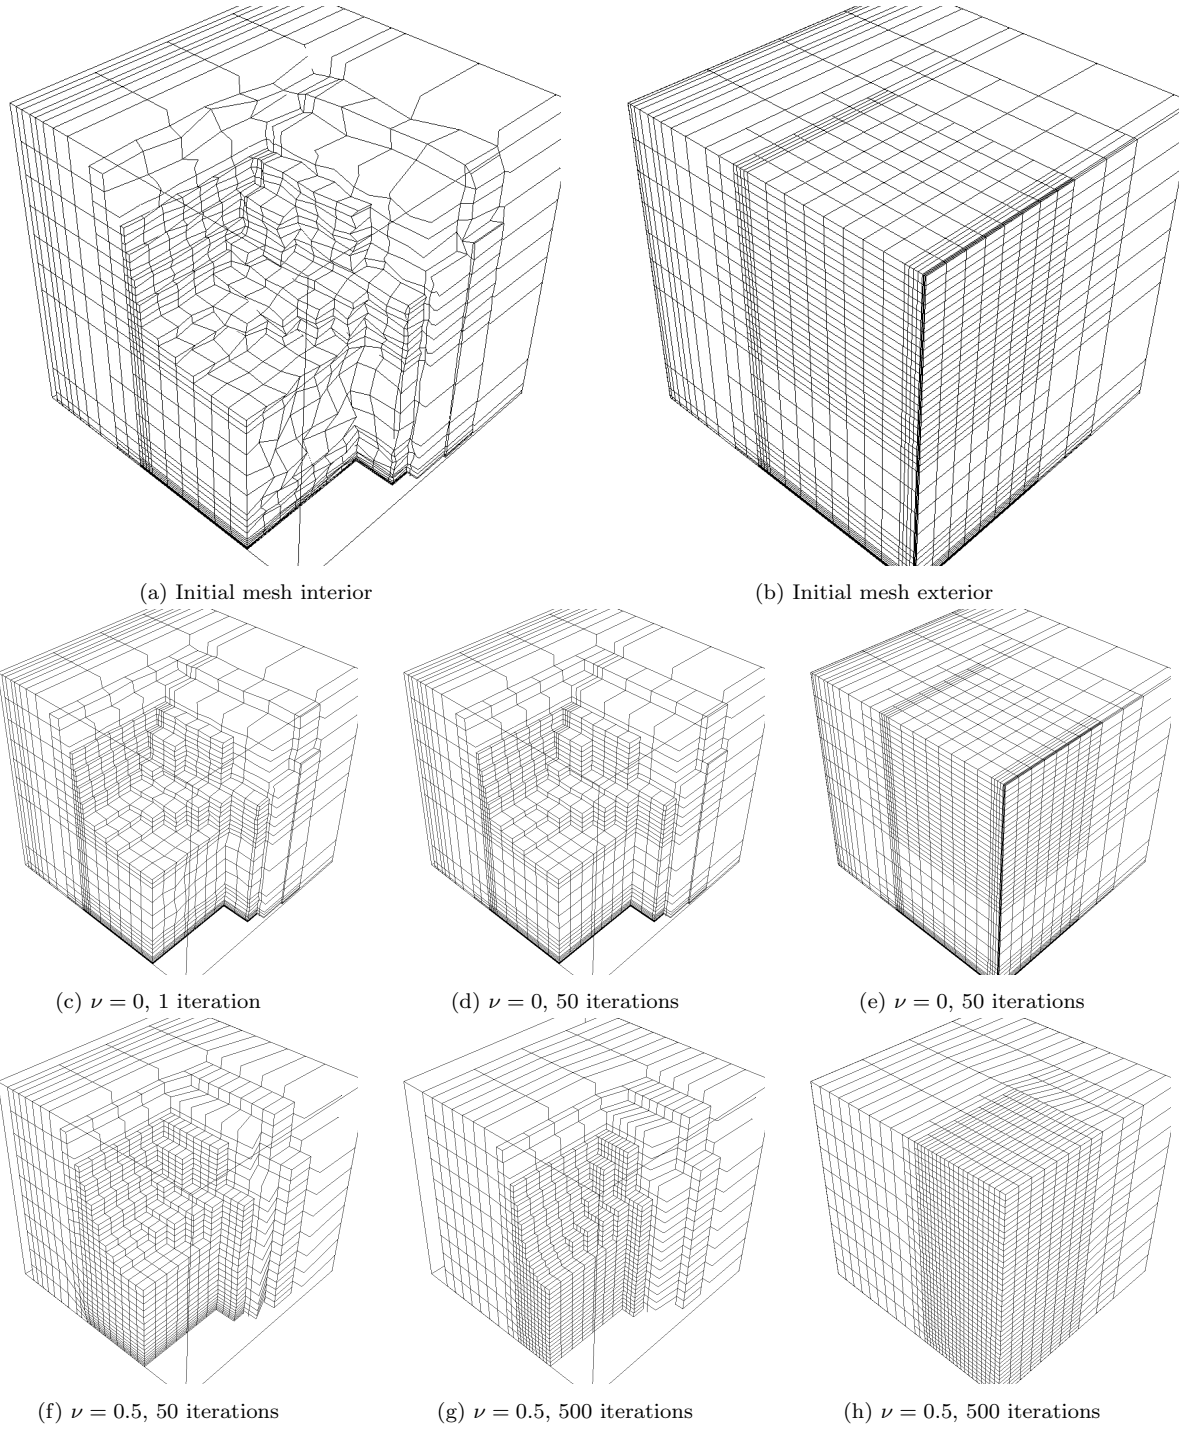 (a) Initial mesh interior
(b) Initial mesh exterior
(c) ν = 0, 1 iteration
(d) ν = 0, 50 iterations
(e) ν = 0, 50 iterations
(f) ν = 0.5, 50 iterations
(g) ν = 0.5, 500 iterations
(h) ν = 0.5, 500 iterations